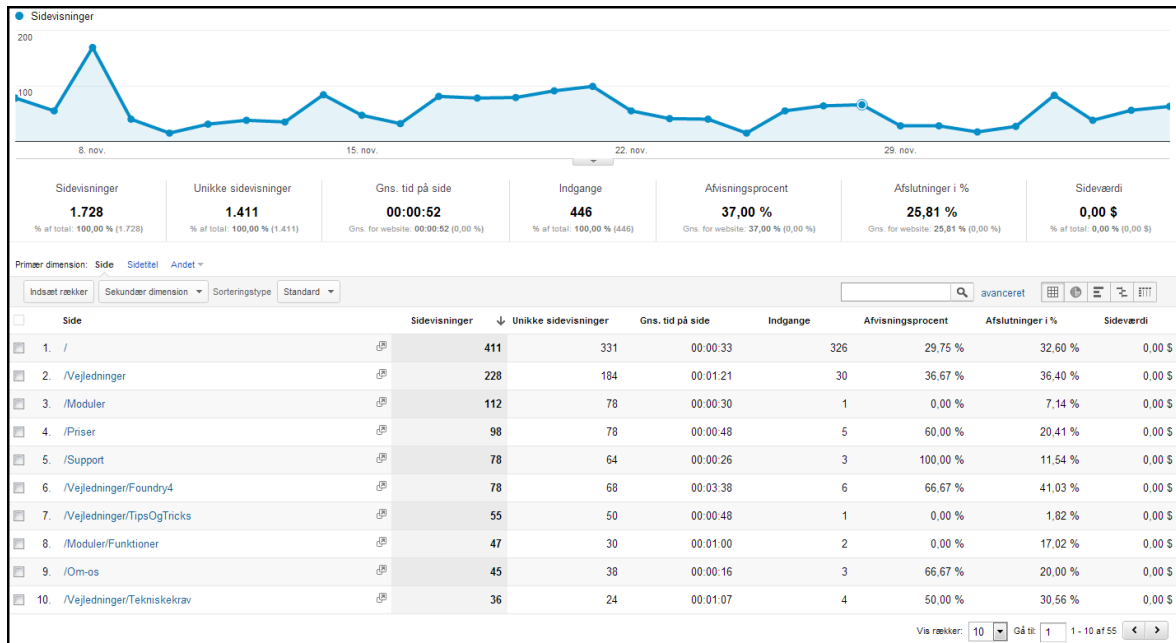 Sidevisninger
200
100
8. nov. 15. nov. 22. nov. 29. nov.
Sidevisninger Unikke sidevisninger Gns. tid på side Indgange Afvisningsprocent Afslutninger i % Sideværdi
1.728 1.411 00:00:52 446 37,00 % 25,81 % 0,00 $
% af total: 100,00 % (1.728) % af total: 100,00 % (1.411) Gns. for website: 00:00:52 (0,00 %) % af total: 100,00 % (446) Gns. for website: 37,00 % (0,00 %) Gns. for website: 25,81 % (0,00 %) % af total: 0,00 % (0,00 $)
Primær dimension: Side Sidetitel Andet
Indsæt rækker Sekundær dimension Sorteringstype Standard avanceret
Side Sidevisninger Unikke sidevisninger Gns. tid på side Indgange Afvisningsprocent Afslutninger i % Sideværdi
1. / 411 331 00:00:33 326 29,75 % 32,60 % 0,00 $
2. /Vejledninger 228 184 00:01:21 30 36,67 % 36,40 % 0,00 $
3. /Moduler 112 78 00:00:30 1 0,00 % 7,14 % 0,00 $
4. /Priser 98 78 00:00:48 5 60,00 % 20,41 % 0,00 $
5. /Support 78 64 00:00:26 3 100,00 % 11,54 % 0,00 $
6. /Vejledninger/Foundry4 78 68 00:03:38 6 66,67 % 41,03 % 0,00 $
7. /Vejledninger/TipsOgTricks 55 50 00:00:48 1 0,00 % 1,82 % 0,00 $
8. /Moduler/Funktioner 47 30 00:01:00 2 0,00 % 17,02 % 0,00 $
9. /Om-os 45 38 00:00:16 3 66,67 % 20,00 % 0,00 $
10. /Vejledninger/Tekniskekrav 36 24 00:01:07 4 50,00 % 30,56 % 0,00 $
Vis rækker: 10 Gå til: 1 1 - 10 af 55